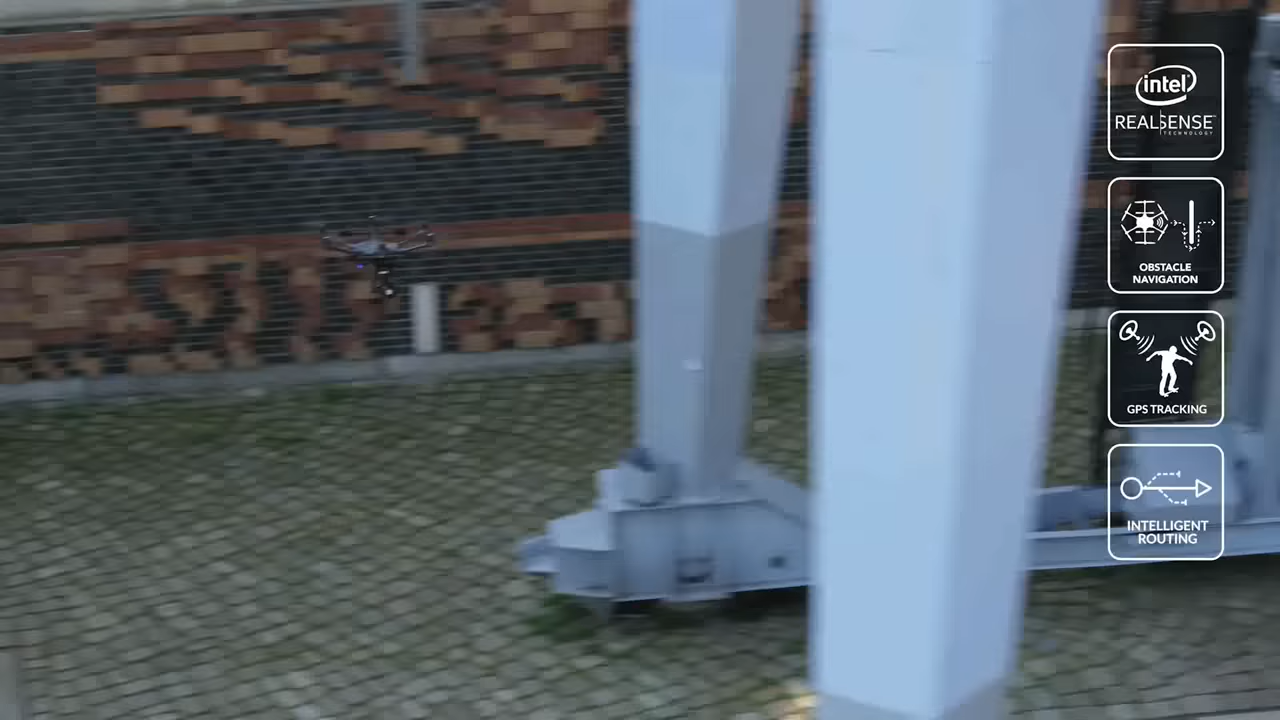 intel
REALSENSE
TECHNOLOGY
OBSTACLE
NAVIGATION
GPS TRACKING
INTELLIGENT
ROUTING